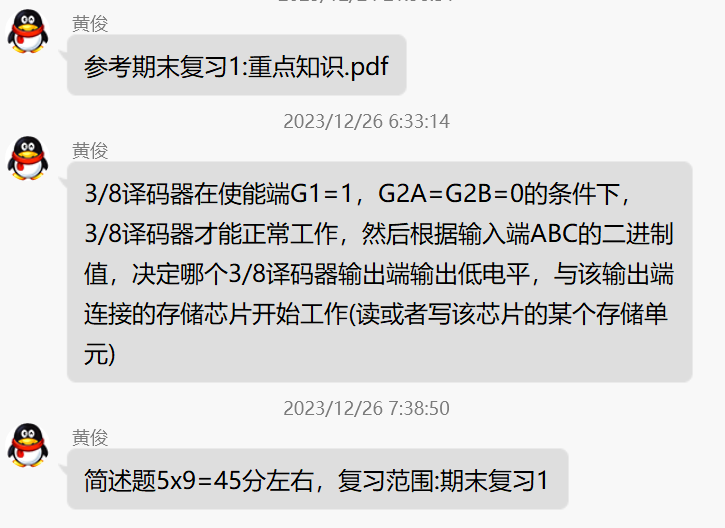 黄俊
参考期末复习1:重点知识.pdf
2023/12/26 6:33:14
黄俊
3/8译码器在使能端G1=1，G2A=G2B=0的条件下，
3/8译码器才能正常工作，然后根据输入端ABC的二进制
值，决定哪个3/8译码器输出端输出低电平，与该输出端
连接的存储芯片开始工作(读或者写该芯片的某个存储单
元)
2023/12/26 7:38:50
黄俊
简述题5x9=45分左右，复习范围:期末复习1